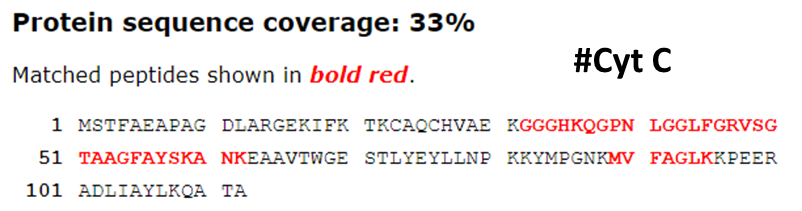 Protein sequence coverage: 33%
#Cyt C
Matched peptides shown in bold red.
1 MSTFAEAPAG DLARGEKIFK TKCAQCHVAE KGGGHKQGPN LGGLFGRVSG
51 TAAGFAYSKA NKEAAVTWGE STLYEYLLNP KKYMPGNKMV FAGLKKPEER
101 ADLIAYLKQA TA